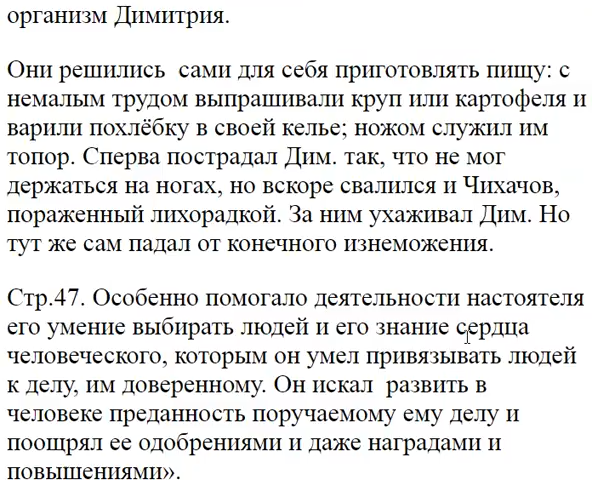 организм Димитрия.
Они решились  сами для себя приготовлять пищу: с
немалым трудом выпрашивали круп или картофеля и
варили похлёбку в своей келье; ножом служил им
топор. Сперва пострадал Дим. так, что не мог
держаться на ногах, но вскоре свалился и Чихачов,
пораженный лихорадкой. За ним ухаживал Дим. Но
тут же сам падал от конечного изнеможения.
Стр.47. Особенно помогало деятельности настоятеля
его умение выбирать людей и его знание сердца
человеческого, которым он умел привязывать людей
к делу, им доверенному. Он искал  развить в
человеке преданность поручаемому ему делу и
поощрял ее одобрениями и даже наградами и
повышениями».